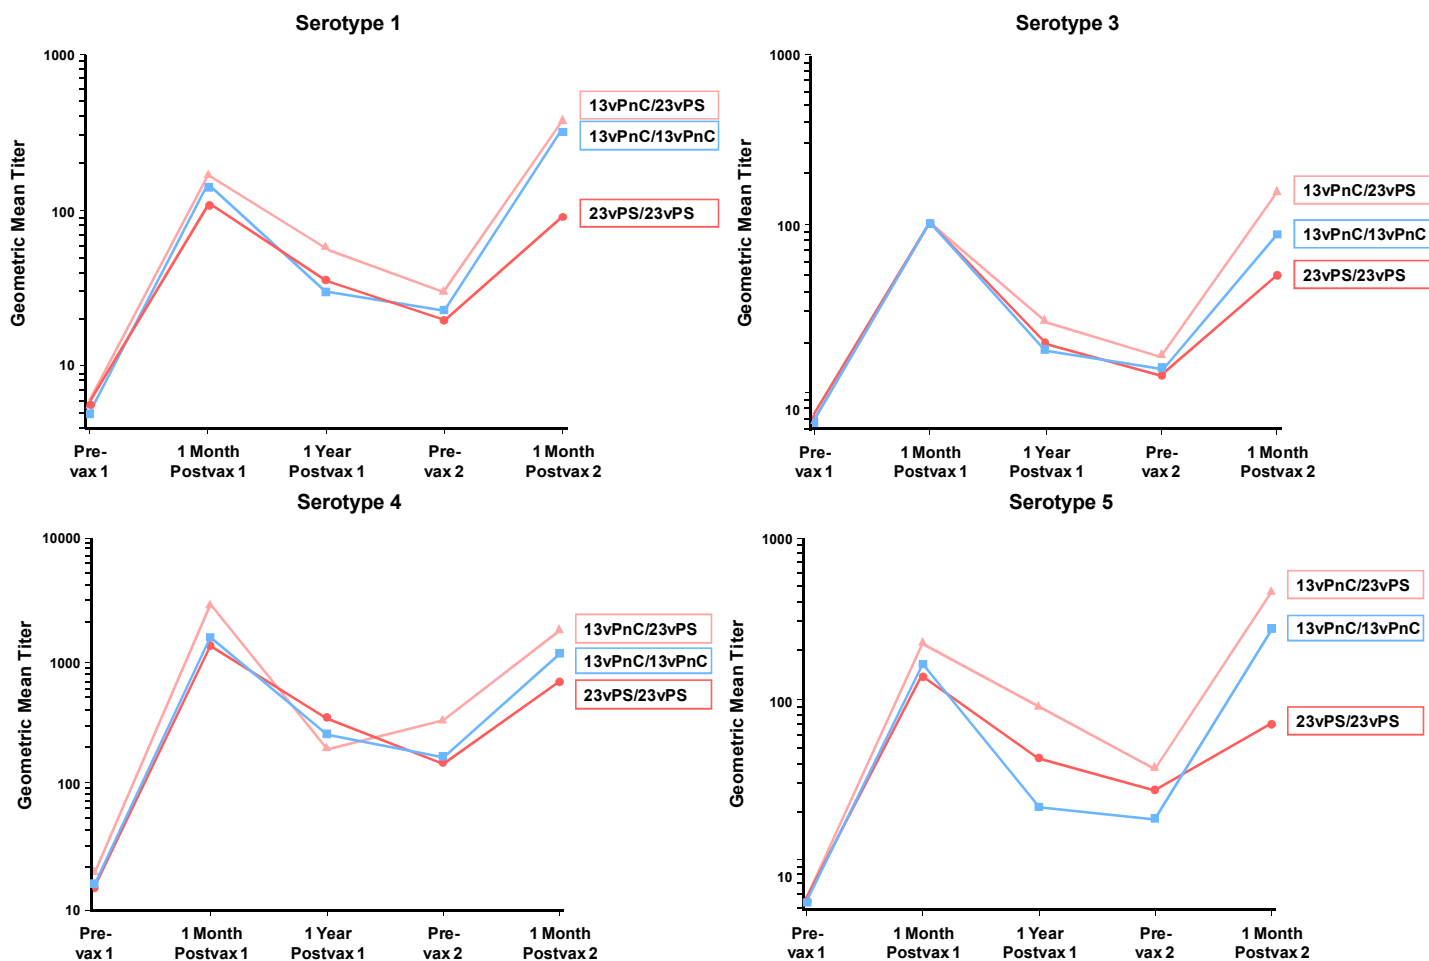 Serotype 1
Geometric Mean Titer
1000
100
10
13vPnC/23vPS
13vPnC/13vPnC
23vPS/23vPS
Pre-
vax 1
1 Month
Postvax 1
1 Year
Postvax 1
Pre-
vax 2
1 Month
Postvax 2
Serotype 3
Geometric Mean Titer
1000
100
10
13vPnC/23vPS
13vPnC/13vPnC
23vPS/23vPS
Pre-
vax 1
1 Month
Postvax 1
1 Year
Postvax 1
Pre-
vax 2
1 Month
Postvax 2
Serotype 4
Geometric Mean Titer
10000
1000
100
10
13vPnC/23vPS
13vPnC/13vPnC
23vPS/23vPS
Pre-
vax 1
1 Month
Postvax 1
1 Year
Postvax 1
Pre-
vax 2
1 Month
Postvax 2
Serotype 5
Geometric Mean Titer
1000
100
10
13vPnC/23vPS
13vPnC/13vPnC
23vPS/23vPS
Pre-
vax 1
1 Month
Postvax 1
1 Year
Postvax 1
Pre-
vax 2
1 Month
Postvax 2